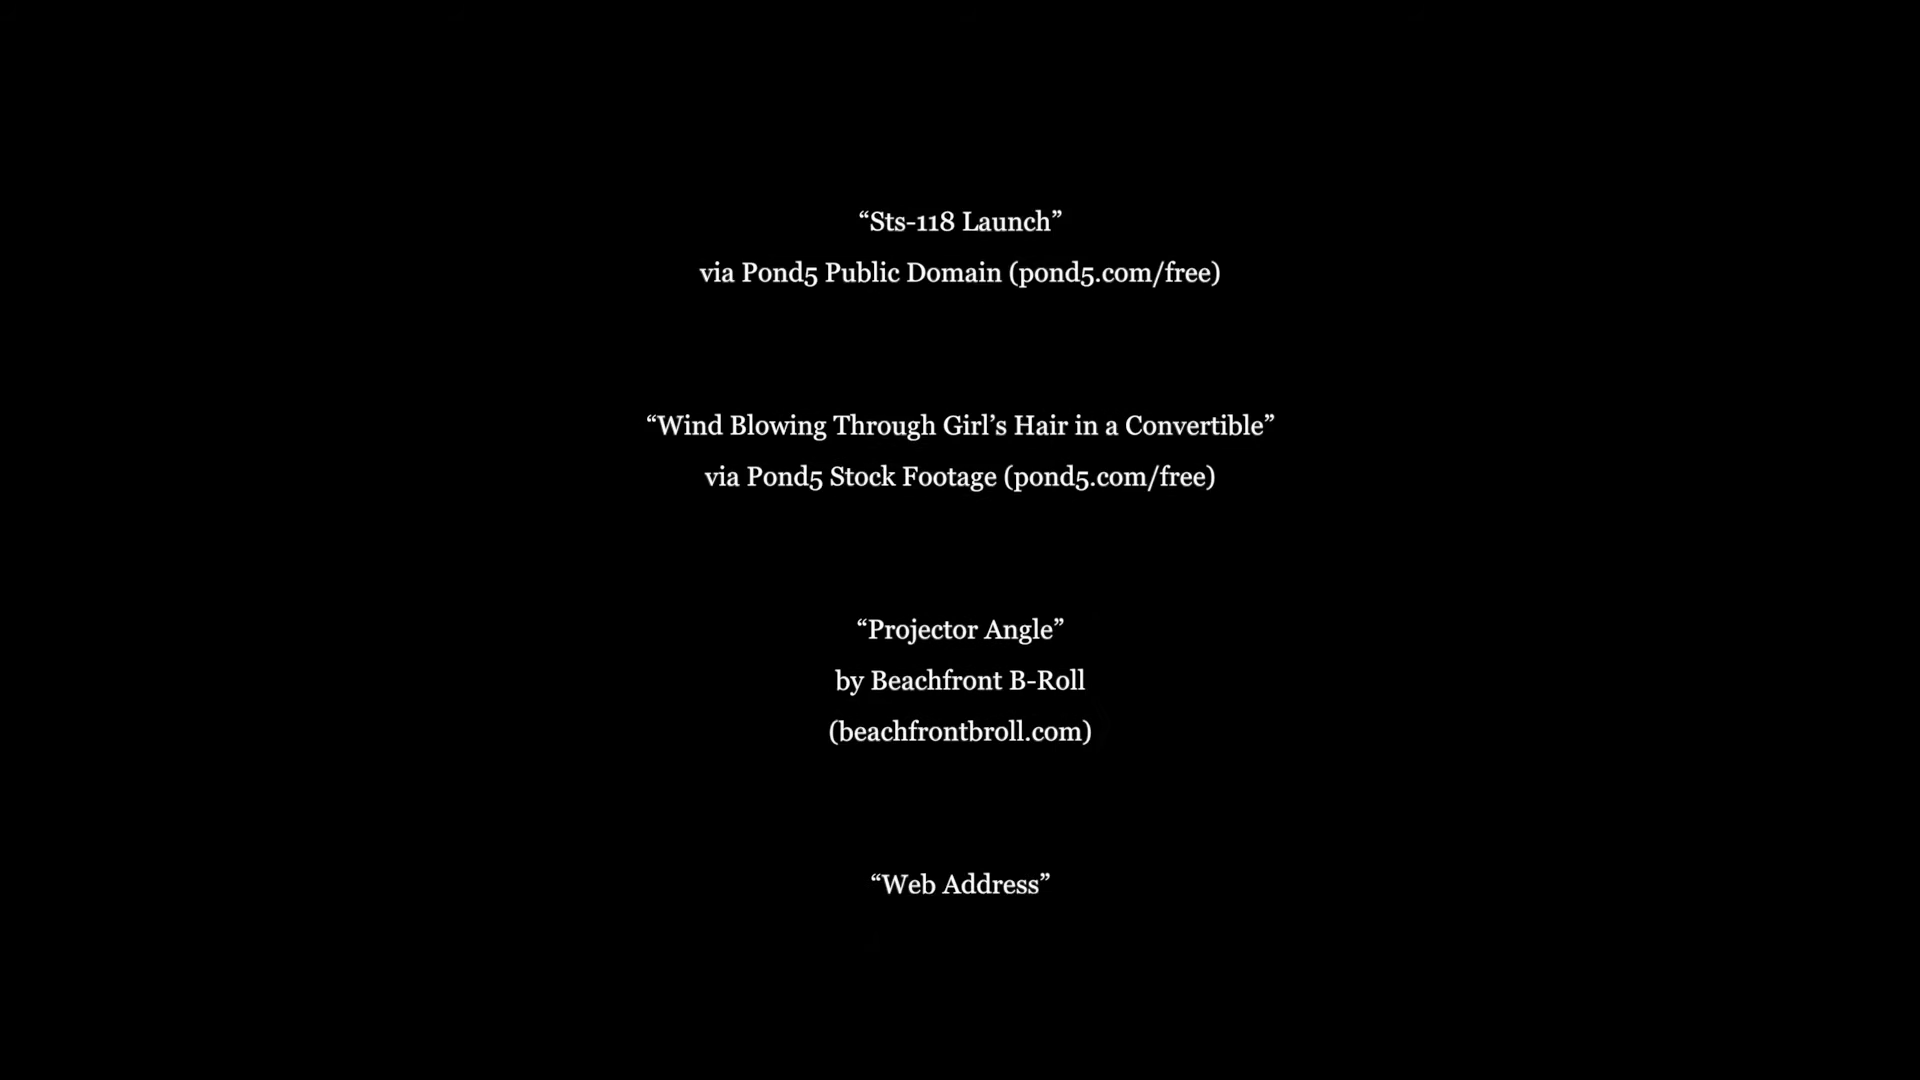 “Sts-118 Launch”
via Pond5 Public Domain (pond5.com/free)
“Wind Blowing Through Girl’s Hair in a Convertible”
via Pond5 Stock Footage (pond5.com/free)
“Projector Angle”
by Beachfront B-Roll
(beachfrontbroll.com)
“Web Address”